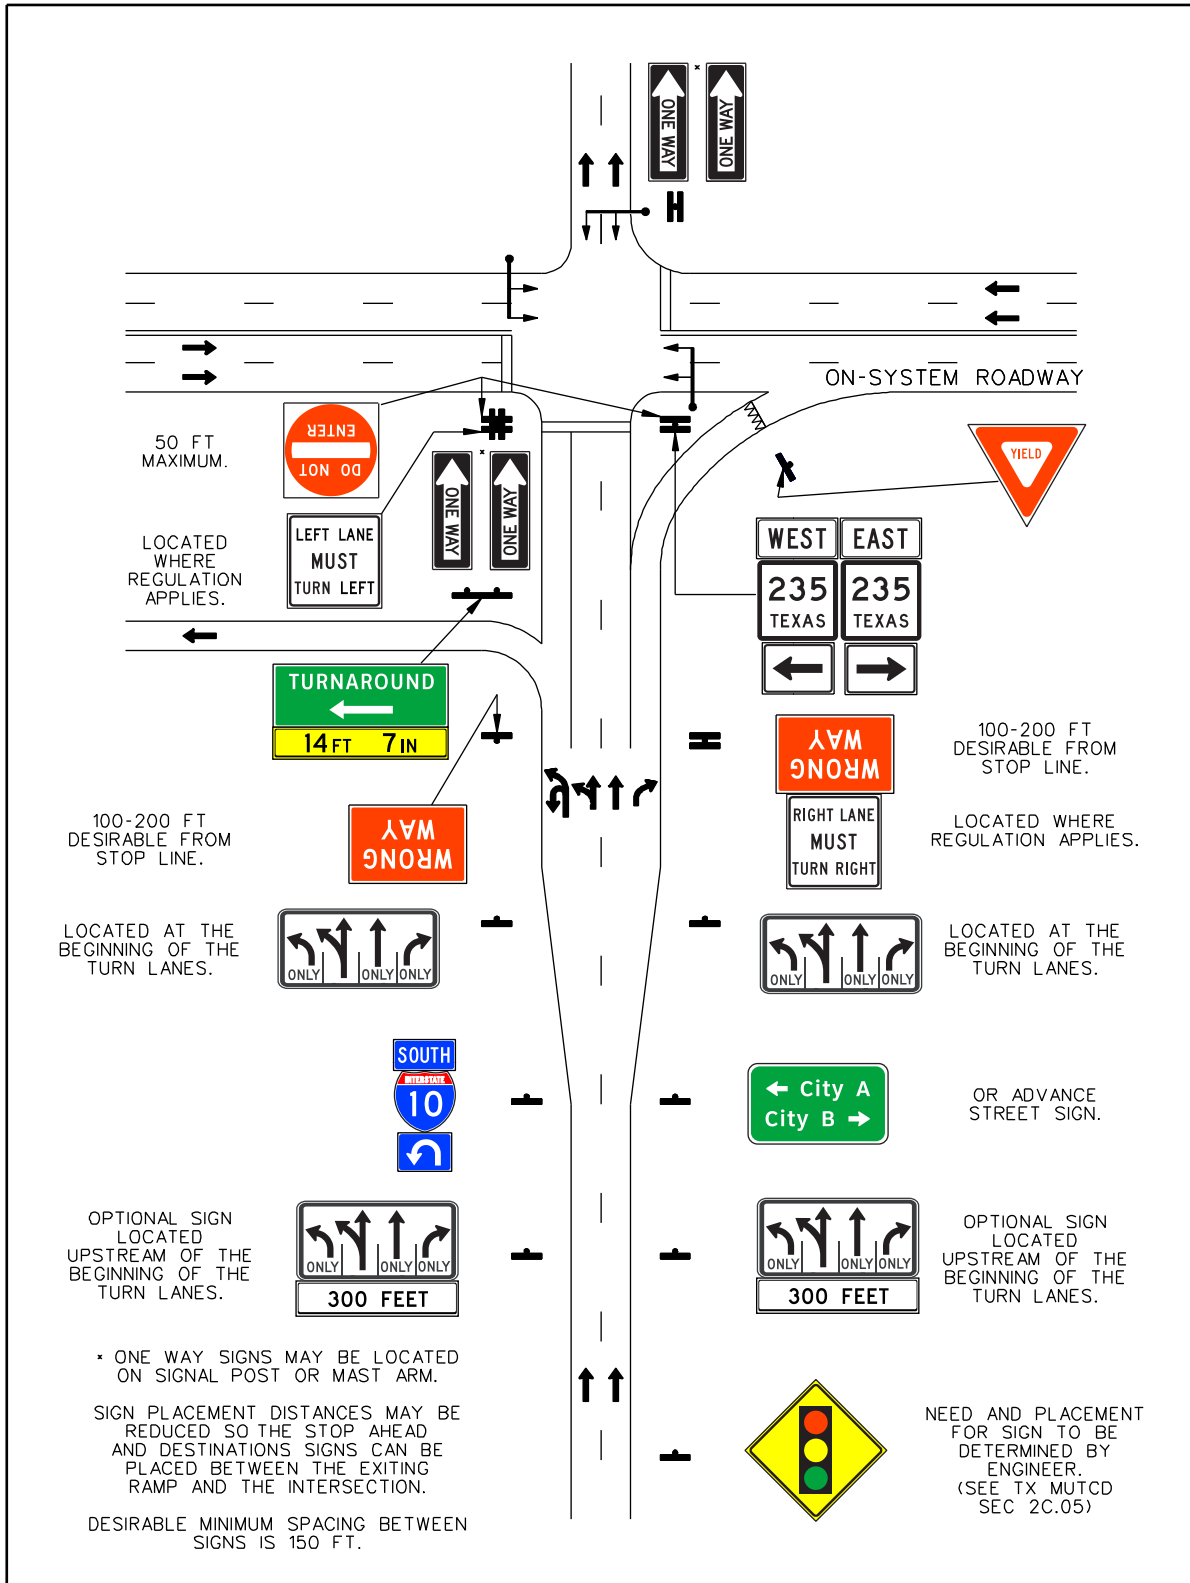 ONE WAY
ONE WAY
ON-SYSTEM ROADWAY
50 FT
MAXIMUM.
DO NOT
ENTER
YIELD
ONE WAY
ONE WAY
LOCATED
WHERE
REGULATION
APPLIES.
LEFT LANE
MUST
TURN LEFT
WEST
EAST
235
TEXAS
235
TEXAS
TURNAROUND
14 FT 7 IN
WRONG
WAY
100-200 FT
DESIRABLE FROM
STOP LINE.
RIGHT LANE
MUST
TURN RIGHT
LOCATED WHERE
REGULATION APPLIES.
100-200 FT
DESIRABLE FROM
STOP LINE.
WRONG
WAY
LOCATED AT THE
BEGINNING OF THE
TURN LANES.
ONLY ONLY ONLY
ONLY ONLY ONLY
LOCATED AT THE
BEGINNING OF THE
TURN LANES.
SOUTH
INTERSTATE
10
City A
City B
OR ADVANCE
STREET SIGN.
OPTIONAL SIGN
LOCATED
UPSTREAM OF THE
BEGINNING OF THE
TURN LANES.
ONLY ONLY ONLY
300 FEET
ONLY ONLY ONLY
300 FEET
OPTIONAL SIGN
LOCATED
UPSTREAM OF THE
BEGINNING OF THE
TURN LANES.
* ONE WAY SIGNS MAY BE LOCATED
ON SIGNAL POST OR MAST ARM.
SIGN PLACEMENT DISTANCES MAY BE
REDUCED SO THE STOP AHEAD
AND DESTINATIONS SIGNS CAN BE
PLACED BETWEEN THE EXITING
RAMP AND THE INTERSECTION.
DESIRABLE MINIMUM SPACING BETWEEN
SIGNS IS 150 FT.
NEED AND PLACEMENT
FOR SIGN TO BE
DETERMINED BY
ENGINEER.
(SEE TX MUTCD
SEC 2C.05)